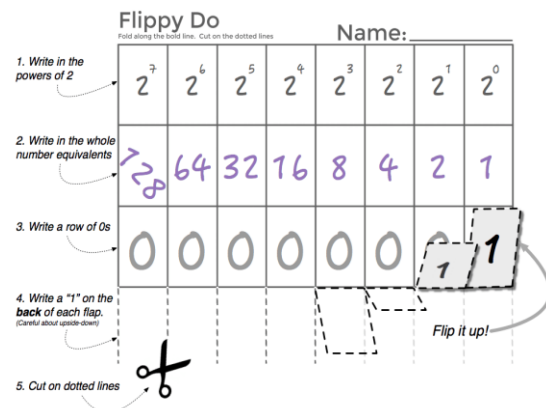 Flippy Do
Fold along the bold line.  Cut on the dotted lines
Name:
1. Write in the
powers of 2
2⁷ 2⁶ 2⁵ 2⁴ 2³ 2² 2¹ 2⁰
2. Write in the whole
number equivalents
128 64 32 16 8 4 2 1
3. Write a row of 0s
0 0 0 0 0 0 0 1 1
4. Write a "1" on the
back of each flap.
(Careful about upside-down)
Flip it up!
5. Cut on dotted lines